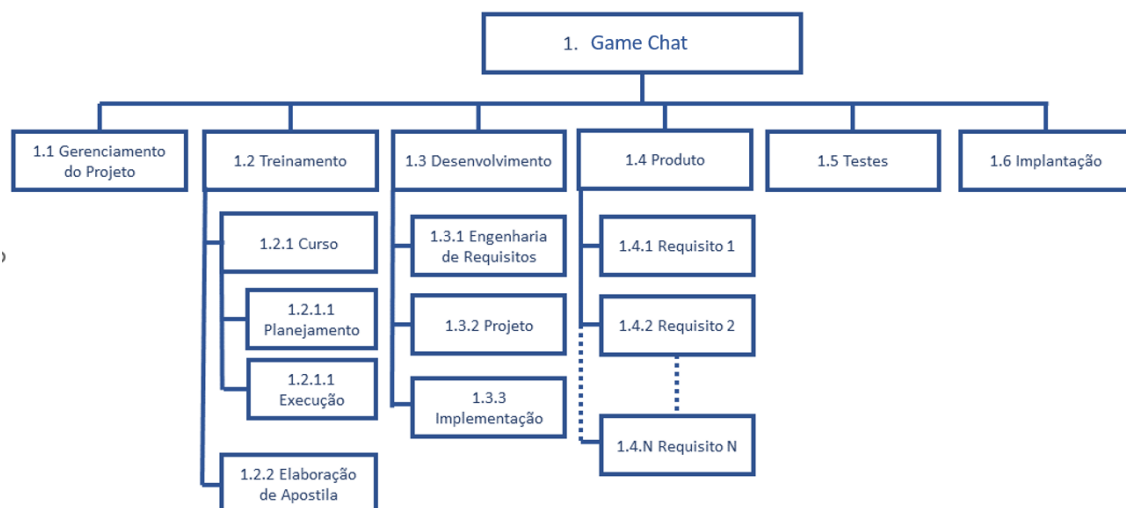 1. Game Chat
1.1 Gerenciamento
do Projeto
1.2 Treinamento
1.3 Desenvolvimento
1.4 Produto
1.5 Testes
1.6 Implantação
1.2.1 Curso
1.2.1.1
Planejamento
1.2.1.1
Execução
1.2.2 Elaboração
de Apostila
1.3.1 Engenharia
de Requisitos
1.3.2 Projeto
1.3.3
Implementação
1.4.1 Requisito 1
1.4.2 Requisito 2
1.4.N Requisito N